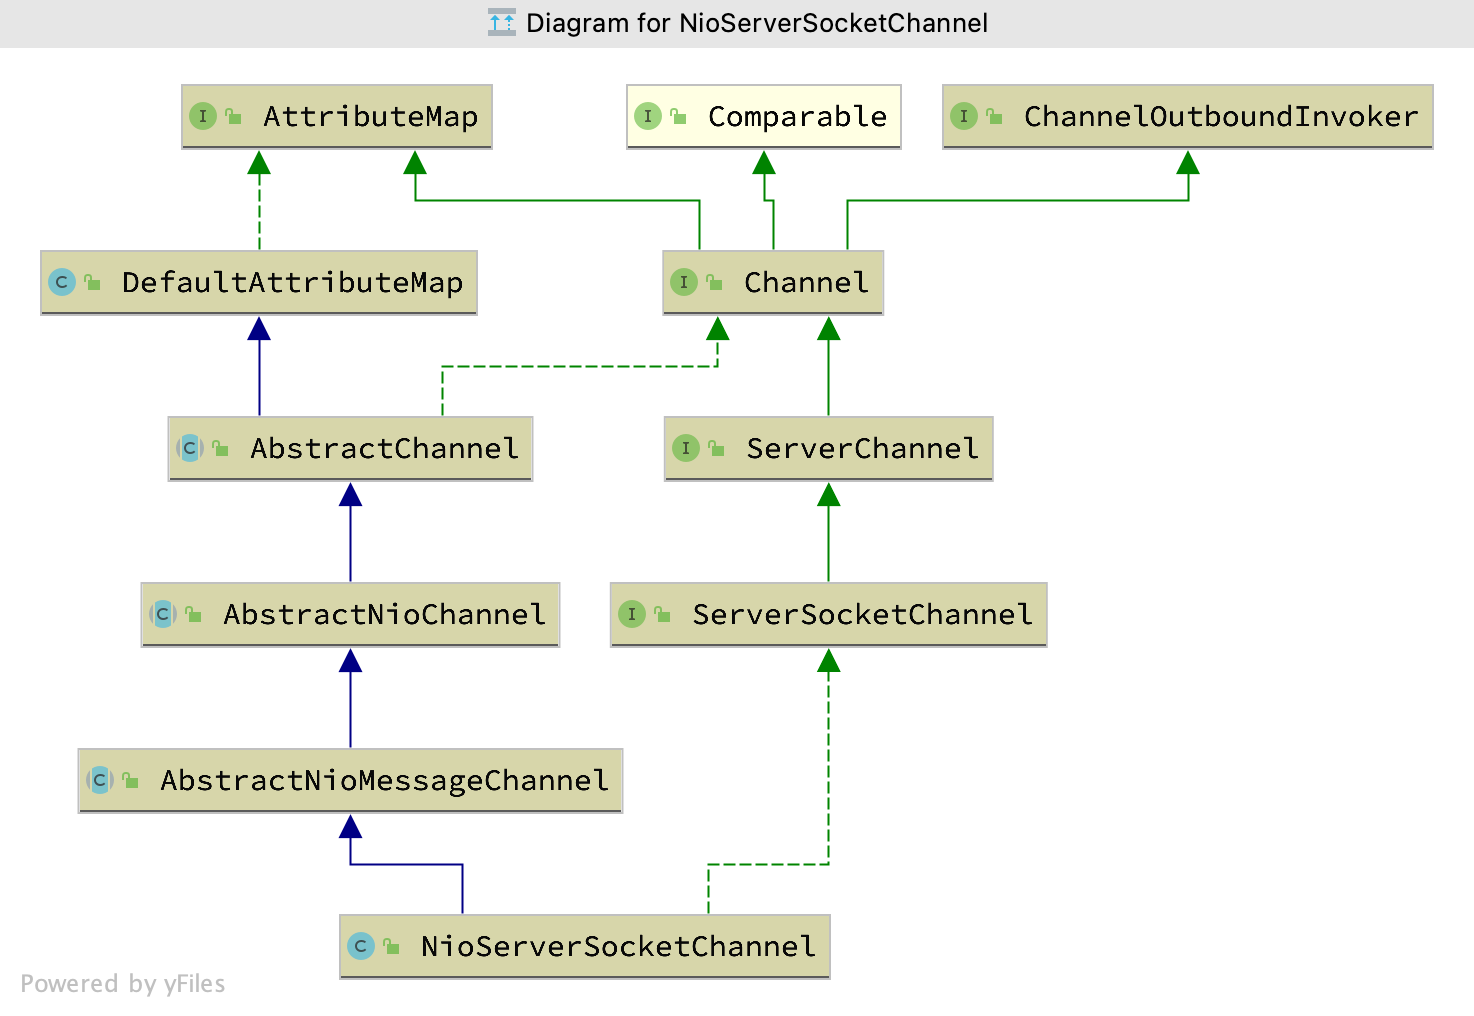 Diagram for NioServerSocketChannel
I AttributeMap
I Comparable
I ChannelOutboundInvoker
C DefaultAttributeMap
I Channel
C AbstractChannel
I ServerChannel
C AbstractNioChannel
I ServerSocketChannel
C AbstractNioMessageChannel
C NioServerSocketChannel
Powered by yFiles